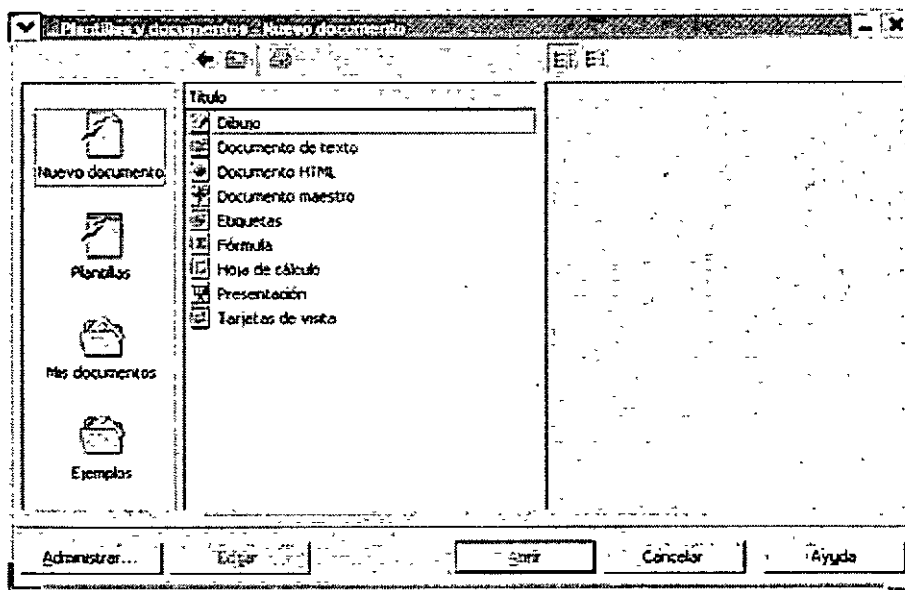 Plantillas y documentos - Nuevo documento
Título
Dibujo
Documento de texto
Documento HTML
Documento maestro
Etiquetas
Fórmula
Hoja de cálculo
Presentación
Tarjetas de visita
Nuevo documento
Plantillas
Mis documentos
Ejemplos
Administrar...
Editar
Abrir
Cancelar
Ayuda